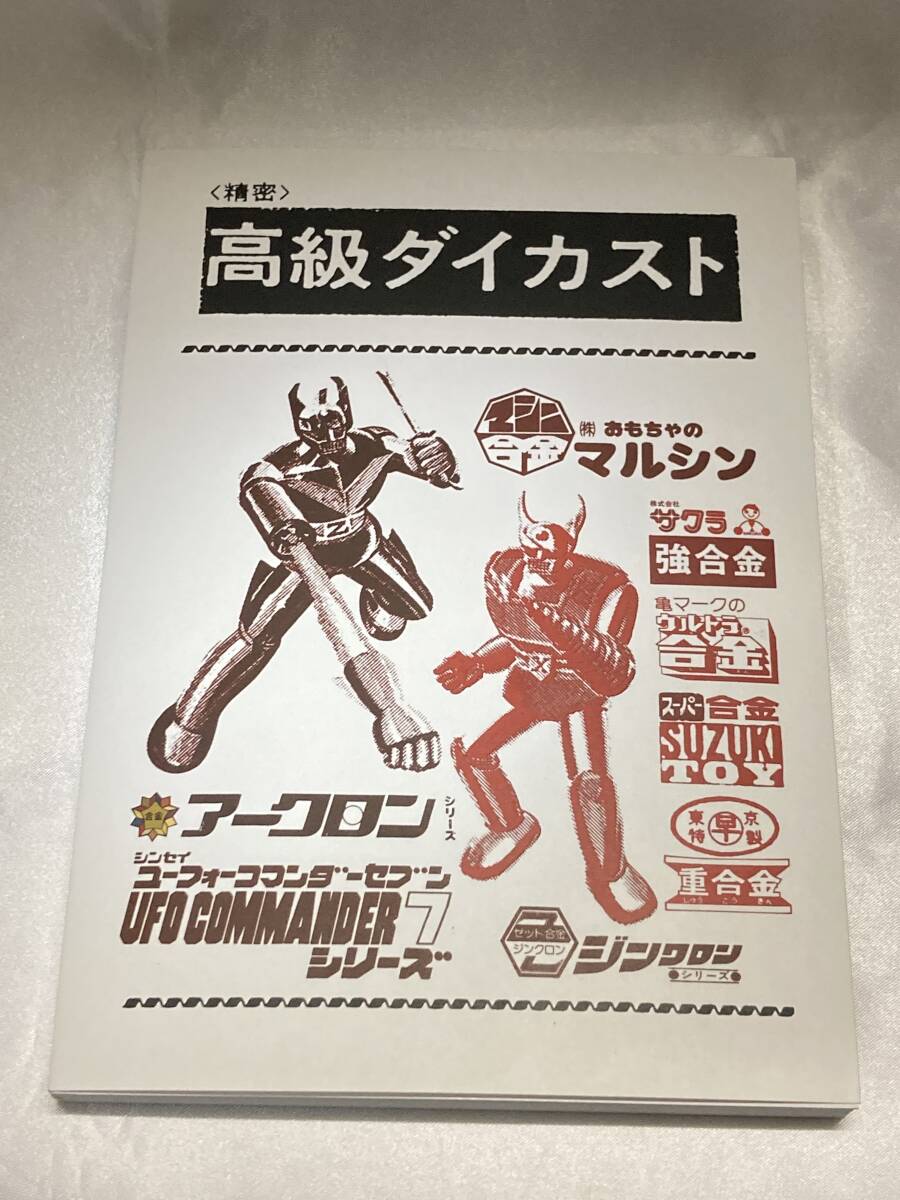 〈精密〉
高級ダイカスト
マシン
合金
㈱ おもちゃの
マルシン
株式会社
サクラ
強合金
亀マークの
ウルトラ®
合金
スーパー合金
SUZUKI
TOY
東京
特製
早
重合金
じゅうごうきん
Z
X
合金
アークロン
シリーズ
シンセイ
ユーフォーコマンダーセブン
UFO COMMANDER 7
シリーズ
ゼット合金
ジンクロン
ジンクロン
シリーズ